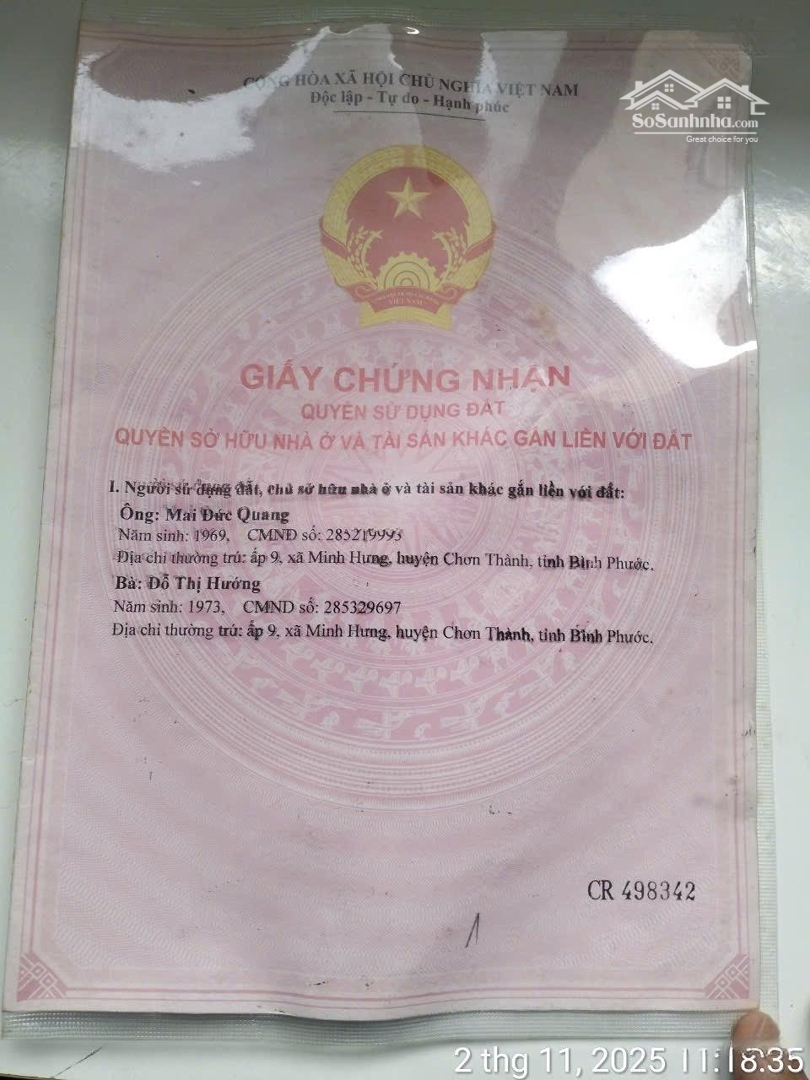 CỘNG HÒA XÃ HỘI CHỦ NGHĨA VIỆT NAM
Độc lập - Tự do - Hạnh phúc
SoSanhnha.com
Great choice for you
VIỆT NAM
GIẤY CHỨNG NHẬN
QUYỀN SỬ DỤNG ĐẤT
QUYỀN SỞ HỮU NHÀ Ở VÀ TÀI SẢN KHÁC GẮN LIỀN VỚI ĐẤT
I. Người sử dụng đất, chủ sở hữu nhà ở và tài sản khác gắn liền với đất:
Ông: Mai Đức Quang
Năm sinh: 1969, CMND số: 285219993
Địa chỉ thường trú: ấp 9, xã Minh Hưng, huyện Chơn Thành, tỉnh Bình Phước.
Bà: Đỗ Thị Hướng
Năm sinh: 1973, CMND số: 285329697
Địa chỉ thường trú: ấp 9, xã Minh Hưng, huyện Chơn Thành, tỉnh Bình Phước.
CR 498342
1
2 thg 11, 2025 11:18:35